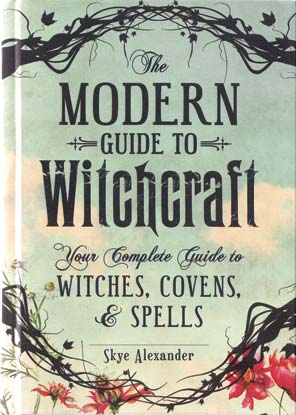 The
MODERN
GUIDE TO
Witchcraft
Your Complete Guide to
WITCHES, COVENS,
& SPELLS
Skye Alexander